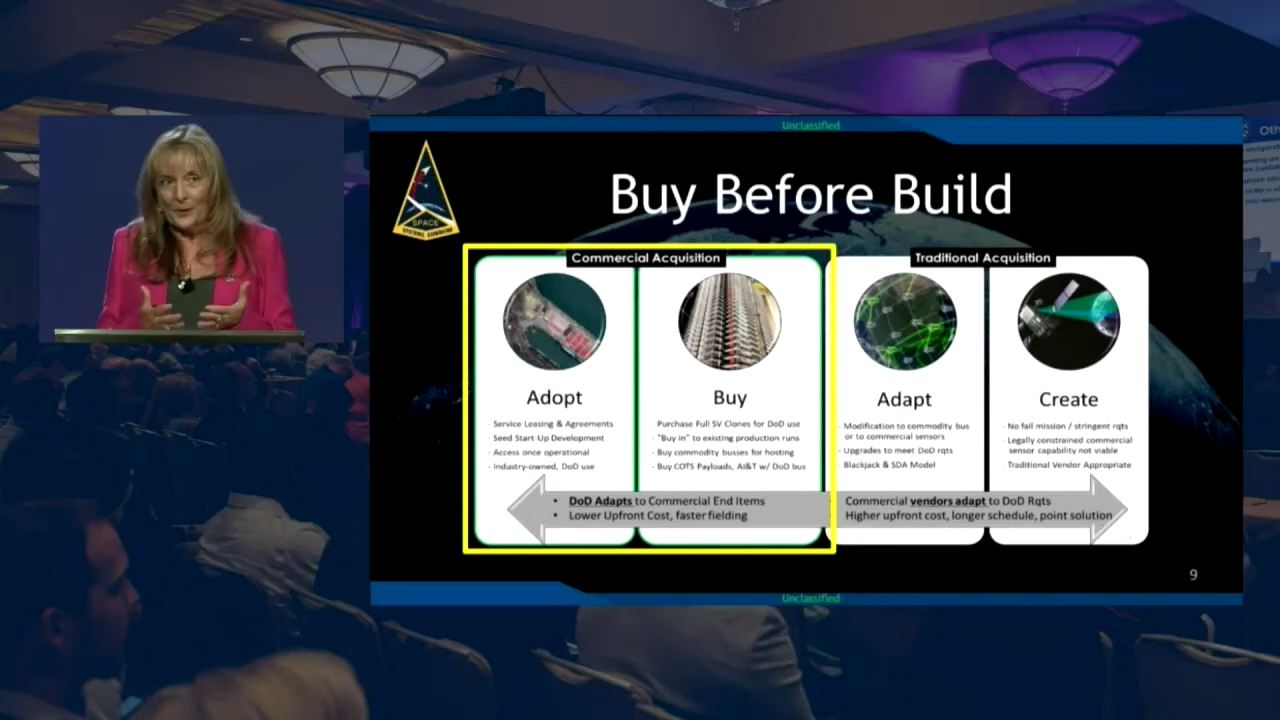 Unclassified
Buy Before Build
SPACE
SYSTEMS COMMAND
Commercial Acquisition
Traditional Acquisition
Adopt
- Service Leasing & Agreements
- Seed Start-Up Development
- Access once operational
- Industry-owned, DoD use
Buy
- Purchase Full SV Clones for DoD use
- "Buy in" to existing production runs
- Buy commodity busses for hosting
- Buy COTS Payloads, AI&T w/ DoD bus
Adapt
- Modification to commodity bus
or to commercial sensors
- Upgrades to meet DoD rqts
- Blackjack & SDA Model
Create
- No fail mission / stringent rqts
- Legally constrained commercial
sensor capability not viable
- Traditional Vendor Appropriate
• DoD Adapts to Commercial End Items
• Lower Upfront Cost, faster fielding
Commercial vendors adapt to DoD Rqts
Higher upfront cost, longer schedule, point solution
9
Unclassified